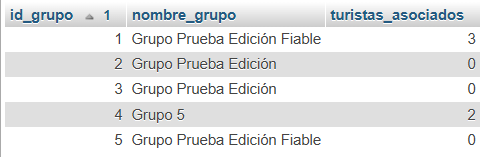 id_grupo 1 nombre_grupo turistas_asociados
1 Grupo Prueba Edición Fiable 3
2 Grupo Prueba Edición 0
3 Grupo Prueba Edición 0
4 Grupo 5 2
5 Grupo Prueba Edición Fiable 0